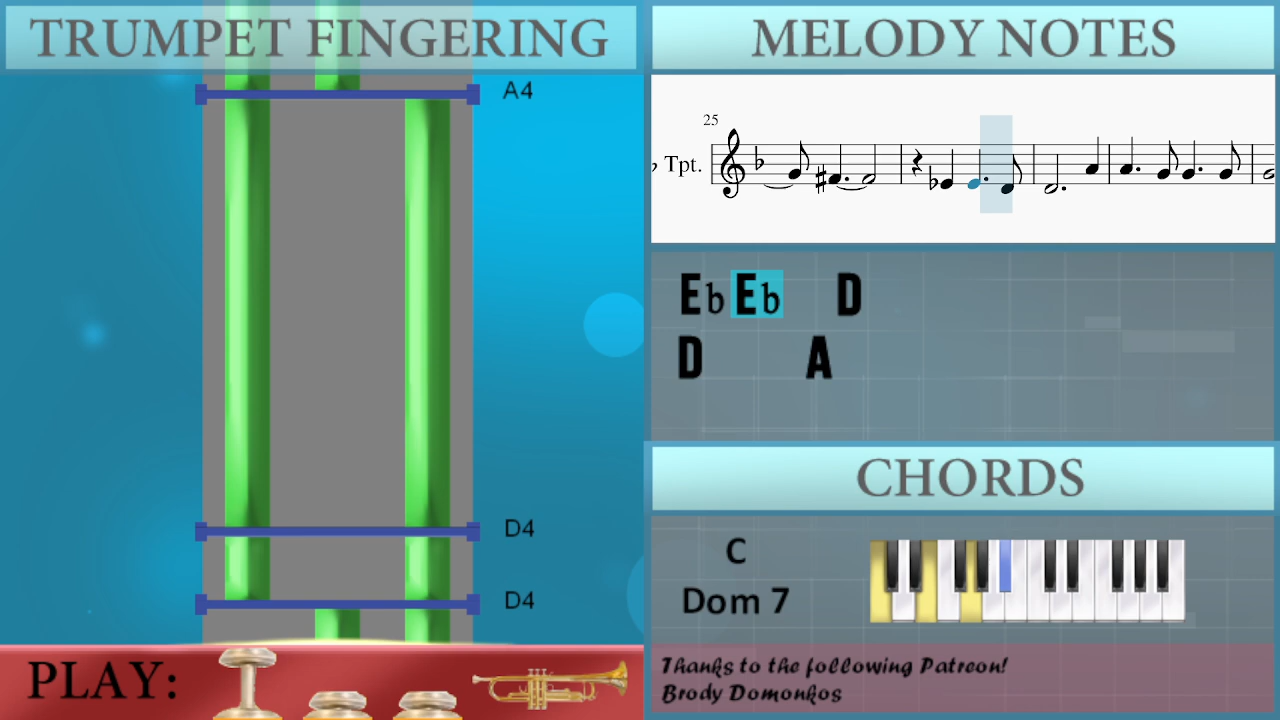 TRUMPET FINGERING
A4
D4
D4
PLAY:
MELODY NOTES
25
♭ Tpt.
Eb Eb D
D A
CHORDS
C
Dom 7
Thanks to the following Patreon!
Brody Domonkos